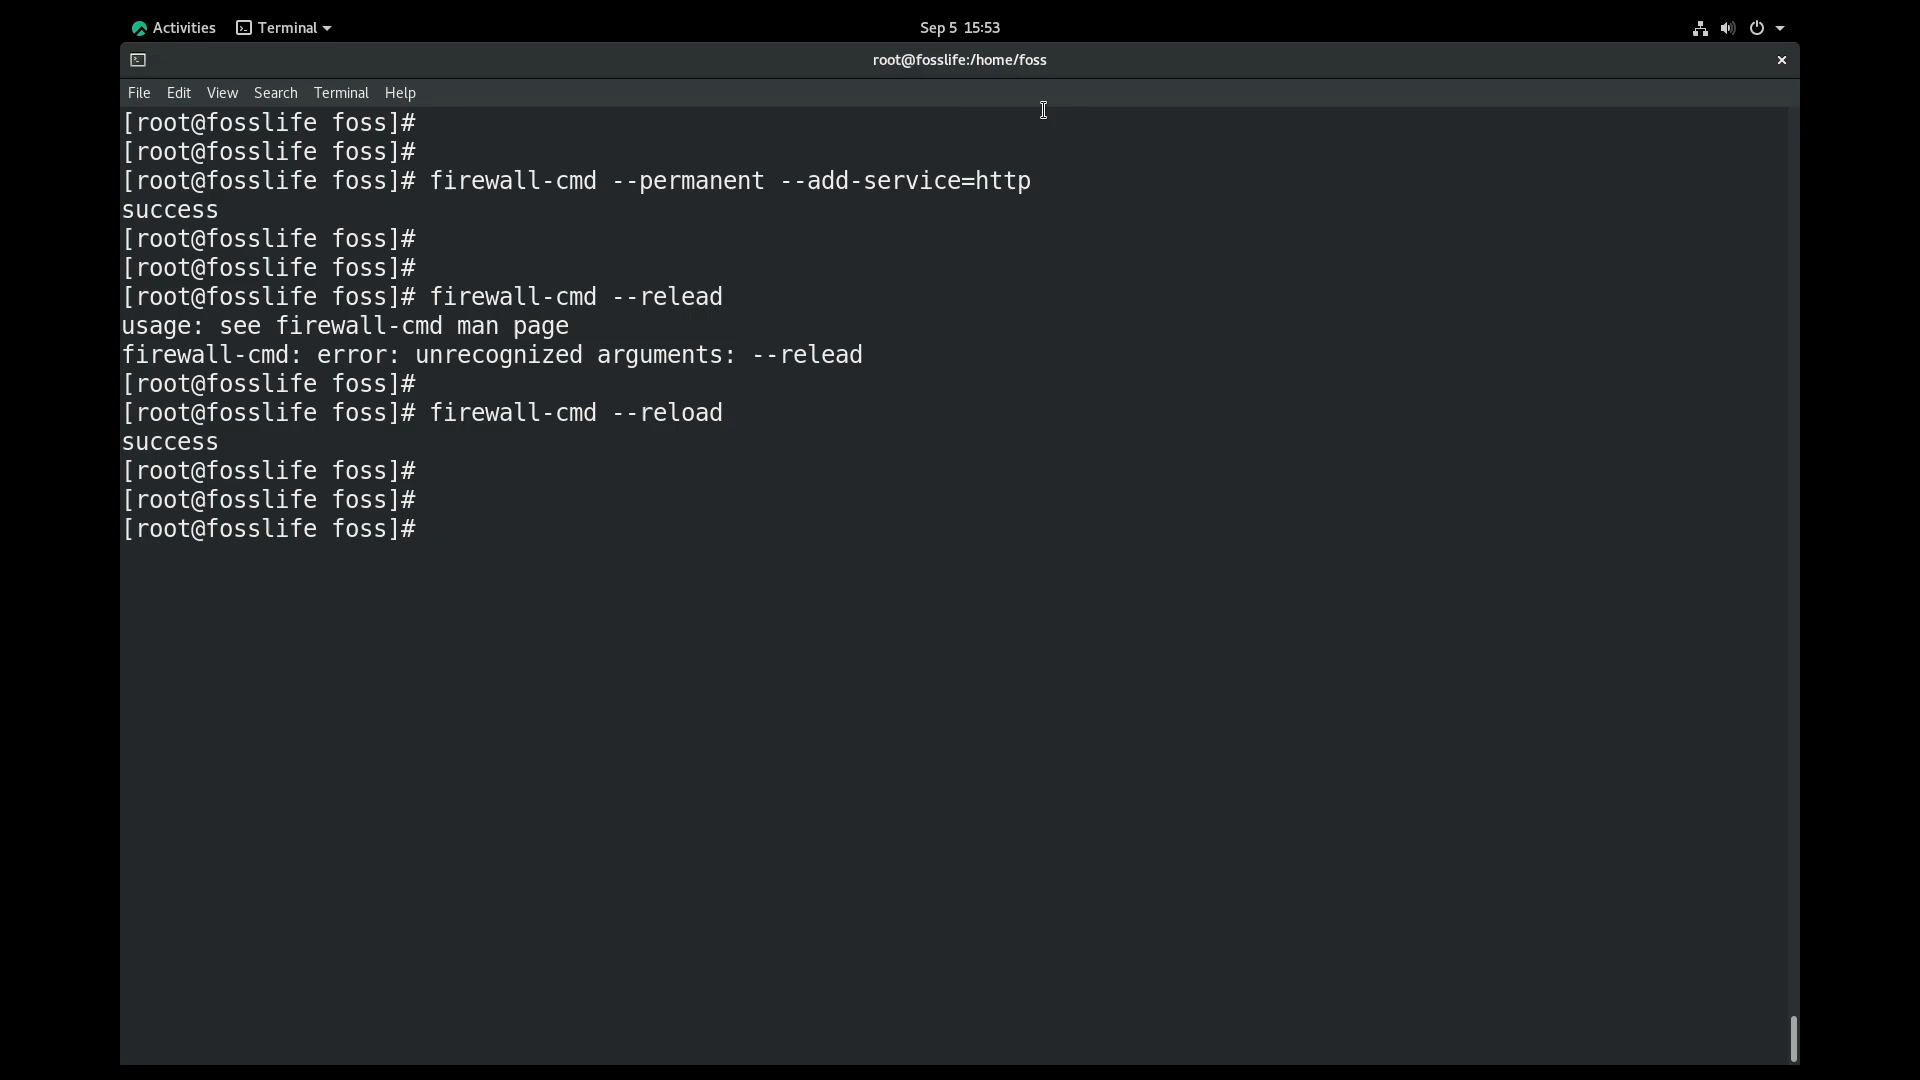 Activities Terminal Sep 5 15:53
root@fosslife:/home/foss
File Edit View Search Terminal Help
[root@fosslife foss]#
[root@fosslife foss]#
[root@fosslife foss]# firewall-cmd --permanent --add-service=http
success
[root@fosslife foss]#
[root@fosslife foss]#
[root@fosslife foss]# firewall-cmd --relead
usage: see firewall-cmd man page
firewall-cmd: error: unrecognized arguments: --relead
[root@fosslife foss]#
[root@fosslife foss]# firewall-cmd --reload
success
[root@fosslife foss]#
[root@fosslife foss]#
[root@fosslife foss]#